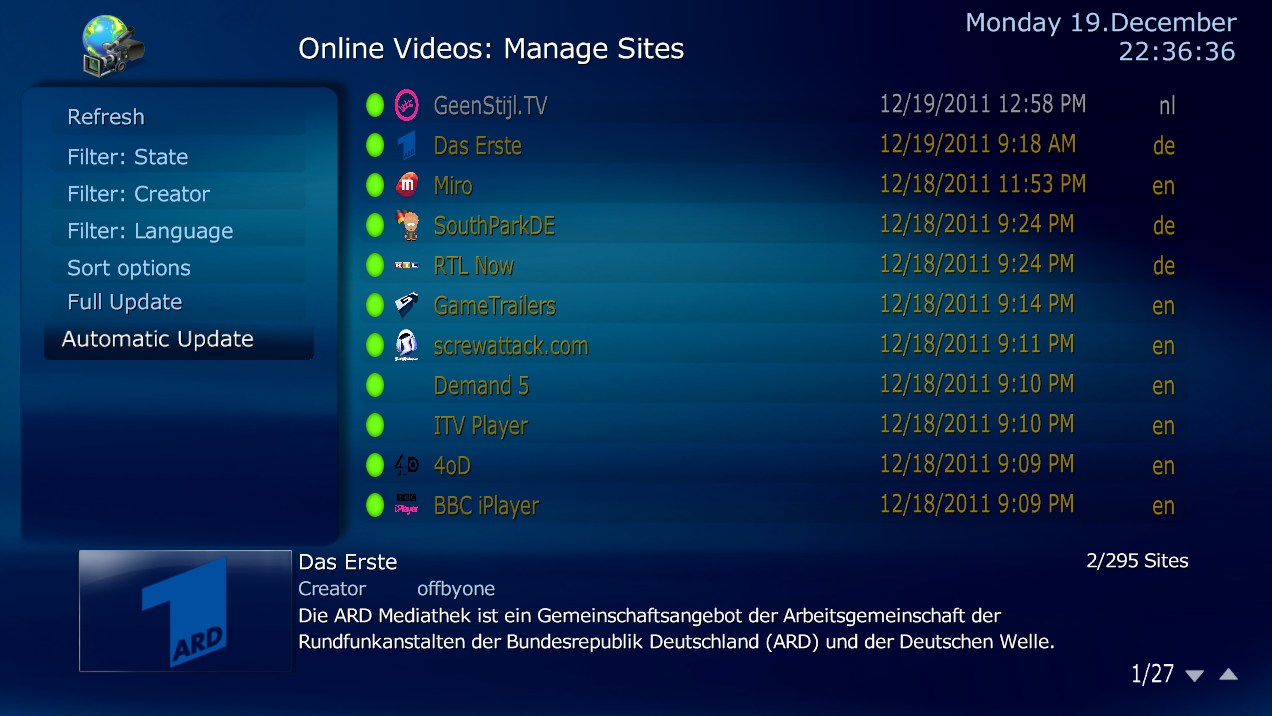 Monday 19.December
22:36:36
Online Videos: Manage Sites
Refresh
Filter: State
Filter: Creator
Filter: Language
Sort options
Full Update
Automatic Update
GeenStijl.TV 12/19/2011 12:58 PM nl
Das Erste 12/19/2011 9:18 AM de
m Miro 12/18/2011 11:53 PM en
SouthParkDE 12/18/2011 9:24 PM de
RTL RTL Now 12/18/2011 9:24 PM de
GameTrailers 12/18/2011 9:14 PM en
screwattack.com 12/18/2011 9:11 PM en
Demand 5 12/18/2011 9:10 PM en
ITV Player 12/18/2011 9:10 PM en
4oD 4oD 12/18/2011 9:09 PM en
BBC iPlayer BBC iPlayer 12/18/2011 9:09 PM en
ARD
Das Erste 2/295 Sites
Creator offbyone
Die ARD Mediathek ist ein Gemeinschaftsangebot der Arbeitsgemeinschaft der
Rundfunkanstalten der Bundesrepublik Deutschland (ARD) und der Deutschen Welle.
1/27